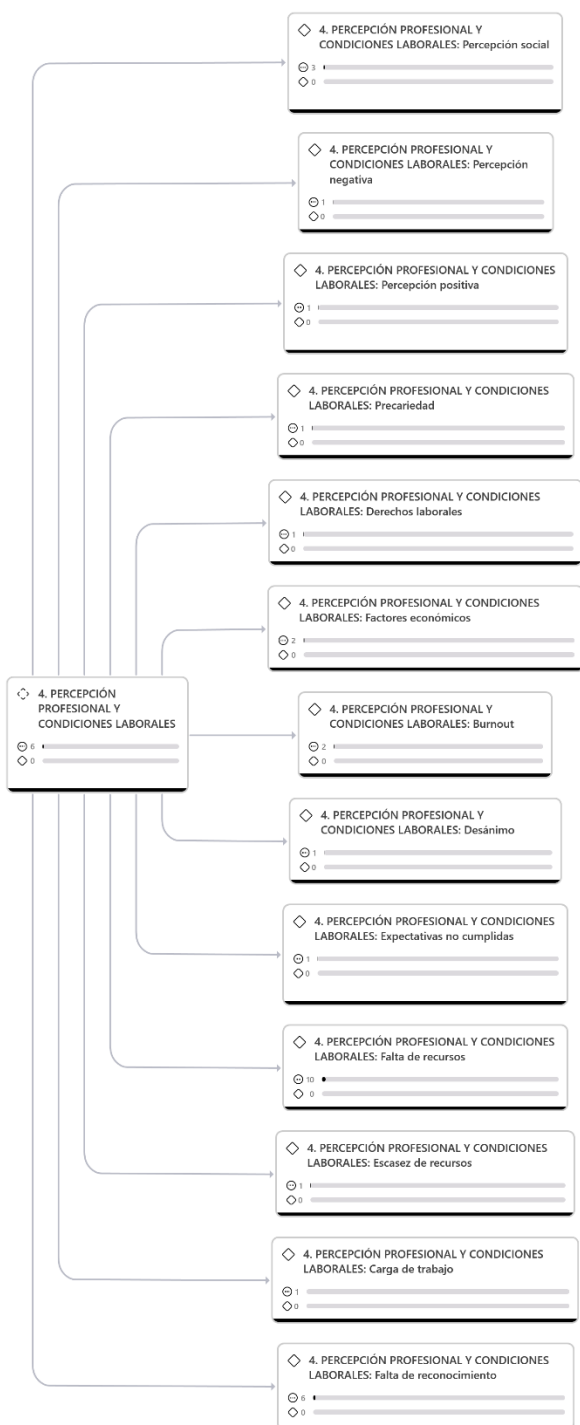 4. PERCEPCIÓN PROFESIONAL Y
CONDICIONES LABORALES: Percepción social
3
0
4. PERCEPCIÓN PROFESIONAL Y
CONDICIONES LABORALES: Percepción
negativa
1
0
4. PERCEPCIÓN PROFESIONAL Y CONDICIONES
LABORALES: Percepción positiva
1
0
4. PERCEPCIÓN PROFESIONAL Y CONDICIONES
LABORALES: Precariedad
1
0
4. PERCEPCIÓN PROFESIONAL Y CONDICIONES
LABORALES: Derechos laborales
1
0
4. PERCEPCIÓN PROFESIONAL Y CONDICIONES
LABORALES: Factores económicos
2
0
4. PERCEPCIÓN
PROFESIONAL Y
CONDICIONES LABORALES
6
0
4. PERCEPCIÓN PROFESIONAL Y
CONDICIONES LABORALES: Burnout
2
0
4. PERCEPCIÓN PROFESIONAL Y
CONDICIONES LABORALES: Desánimo
1
0
4. PERCEPCIÓN PROFESIONAL Y CONDICIONES
LABORALES: Expectativas no cumplidas
1
0
4. PERCEPCIÓN PROFESIONAL Y CONDICIONES
LABORALES: Falta de recursos
10
0
4. PERCEPCIÓN PROFESIONAL Y CONDICIONES
LABORALES: Escasez de recursos
1
0
4. PERCEPCIÓN PROFESIONAL Y CONDICIONES
LABORALES: Carga de trabajo
1
0
4. PERCEPCIÓN PROFESIONAL Y CONDICIONES
LABORALES: Falta de reconocimiento
6
0